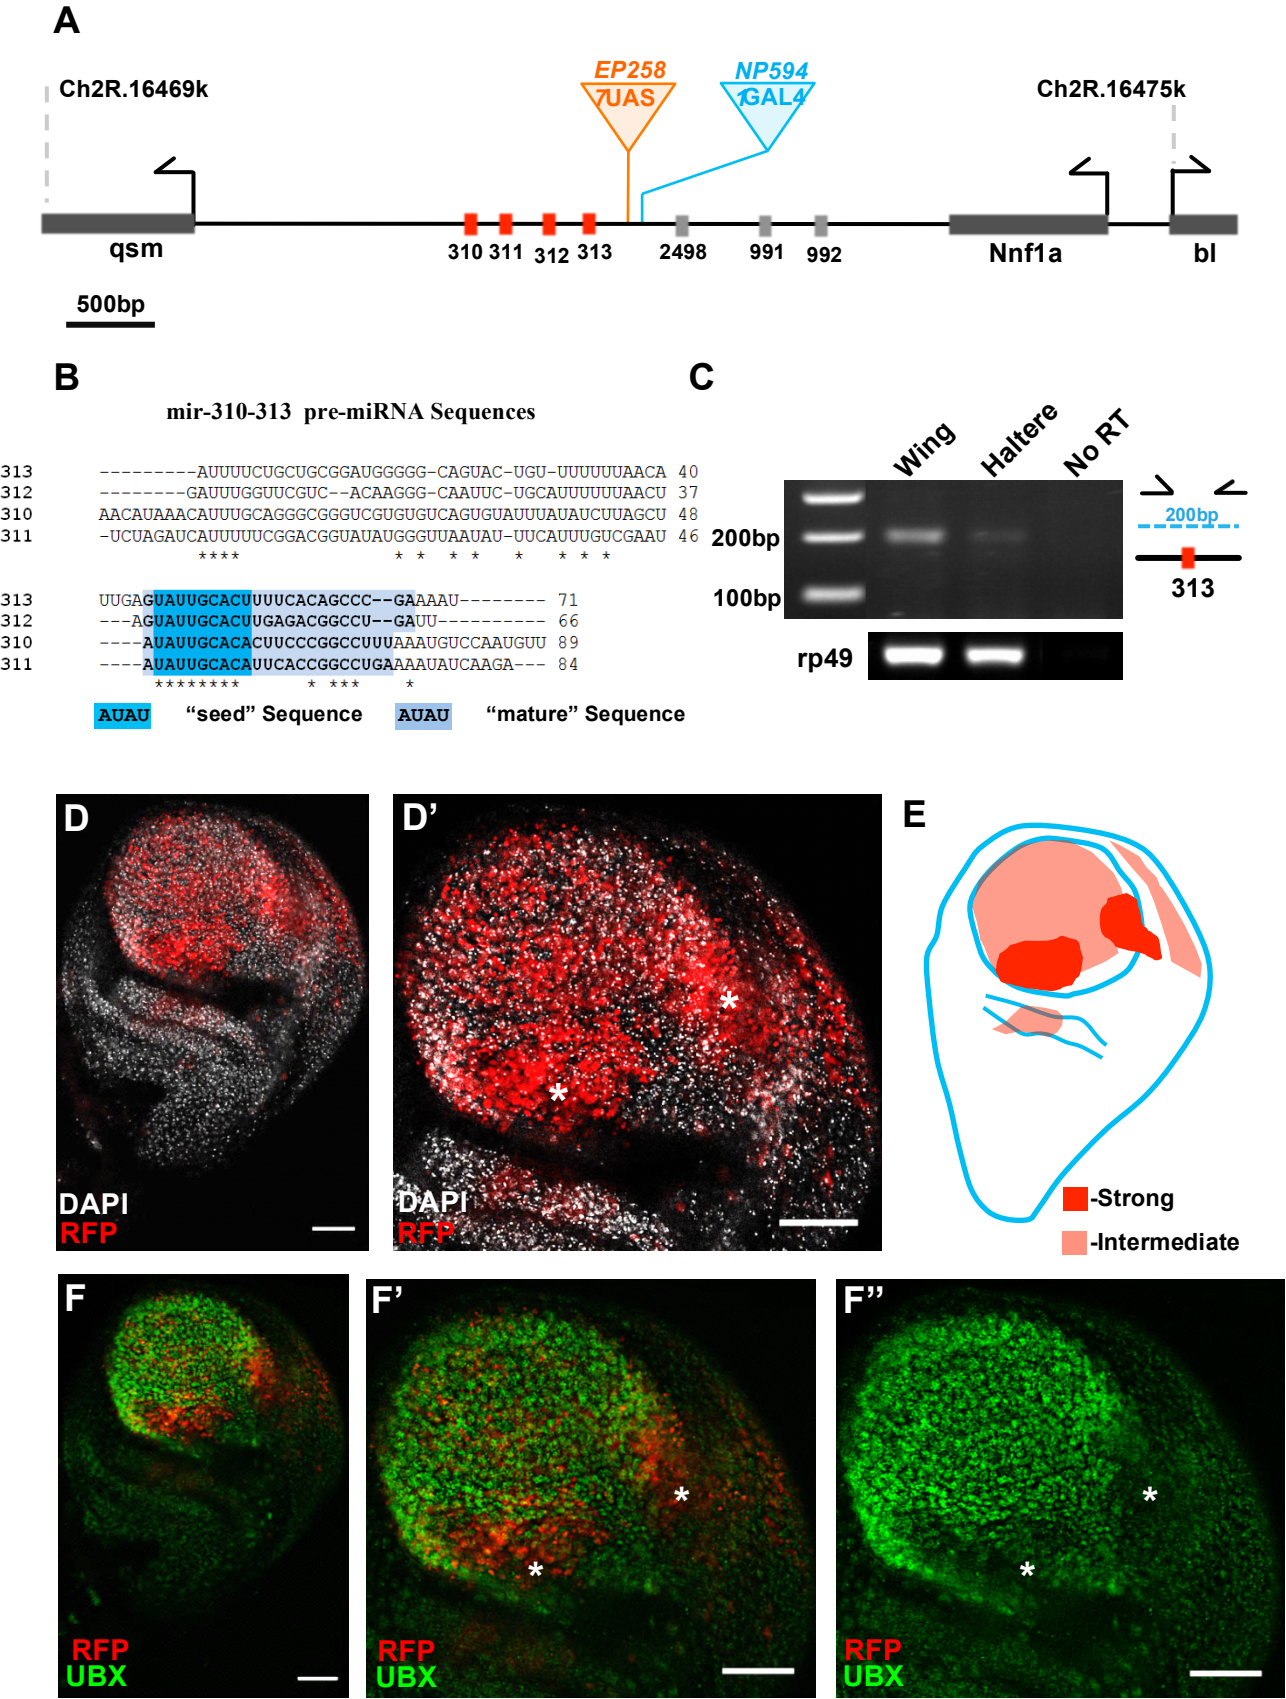 A
Ch2R.16469k
EP258
7UAS
NP594
1GAL4
Ch2R.16475k
qsm
310 311 312 313
2498 991 992
Nnf1a
bl
500bp
B
mir-310-313 pre-miRNA Sequences
313 ---------AUUUUCUGCUGCGGAUGGGGG-CAGUAC-UGU-UUUUUUAACA 40
312 --------GAUUUGGUUCGUC--ACAAGGG-CAAUUC-UGCAUUUUUUAACU 37
310 AACAUAAACAUUUGCAGGGCGGGUCGUGUGUCAGUGUAUUUAUAUCUUAGCU 48
311 -UCUAGAUCAUUUUUCGGACGGUAUAUGGGUUAAUAU-UUCAUUUGUCGAAU 46
**** * * * * * * * *
313 UUGAGUAUUGCACUUUUCACAGCCC--GAAAAU-------- 71
312 ---AGUAUUGCACUUGAGACGGCCU--GAUU---------- 66
310 ----AUAUUGCACACUUCCCGGCCUUUAAAUGUCCAAUGUU 89
311 ----AUAUUGCACAUUCACCGGCCUGAAAAUAUCAAGA--- 84
******** * *** *
AUAU “seed” Sequence AUAU “mature” Sequence
C
Wing
Haltere
No RT
200bp
100bp
rp49
200bp
313
D
DAPI
RFP
D’
*
*
DAPI
RFP
E
-Strong
-Intermediate
F
RFP
UBX
F’
*
*
RFP
UBX
F”
*
*
RFP
UBX